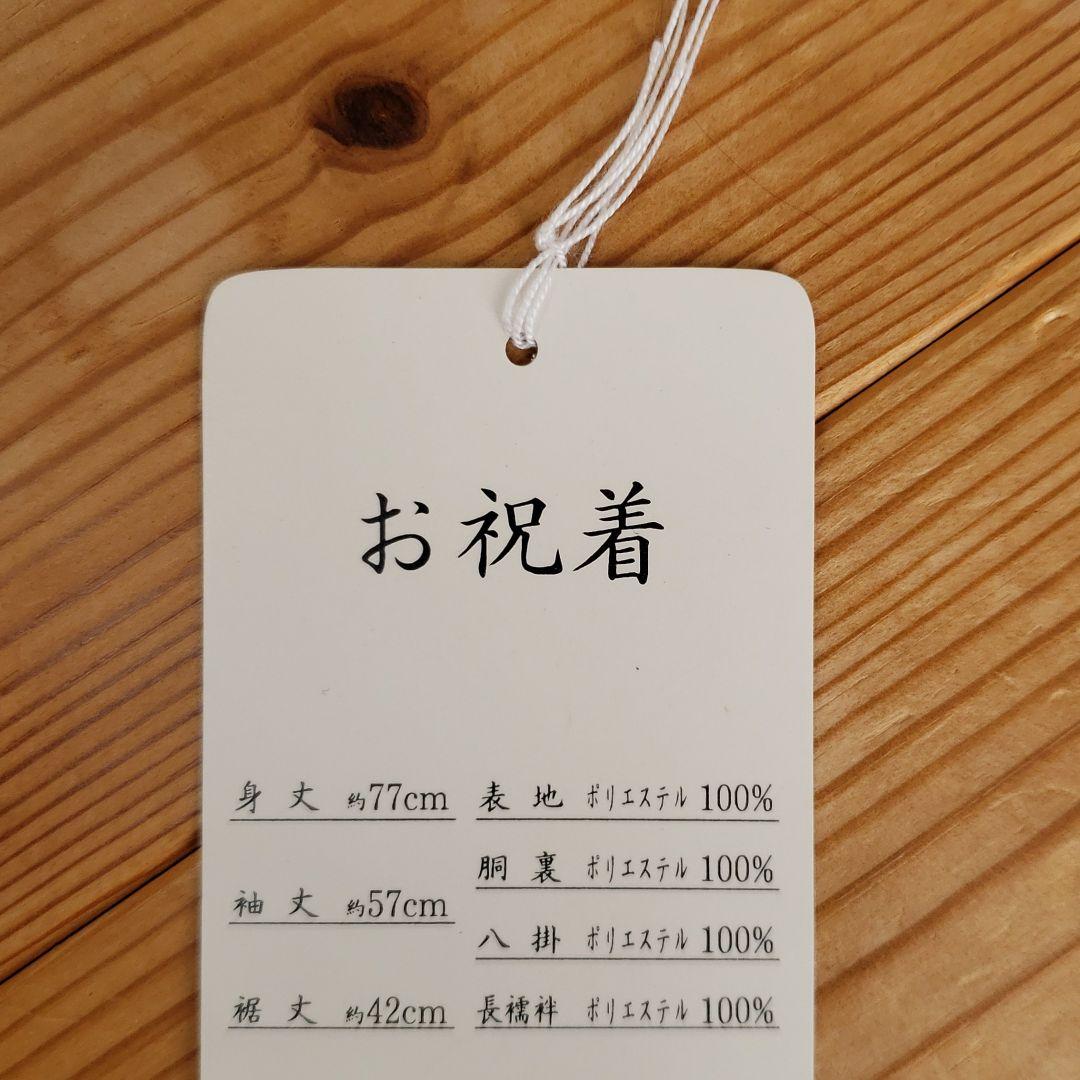 お祝着
身丈 約77cm
袖丈 約57cm
裾丈 約42cm
表地 ポリエステル 100%
胴裏 ポリエステル 100%
八掛 ポリエステル 100%
長襦袢 ポリエステル 100%